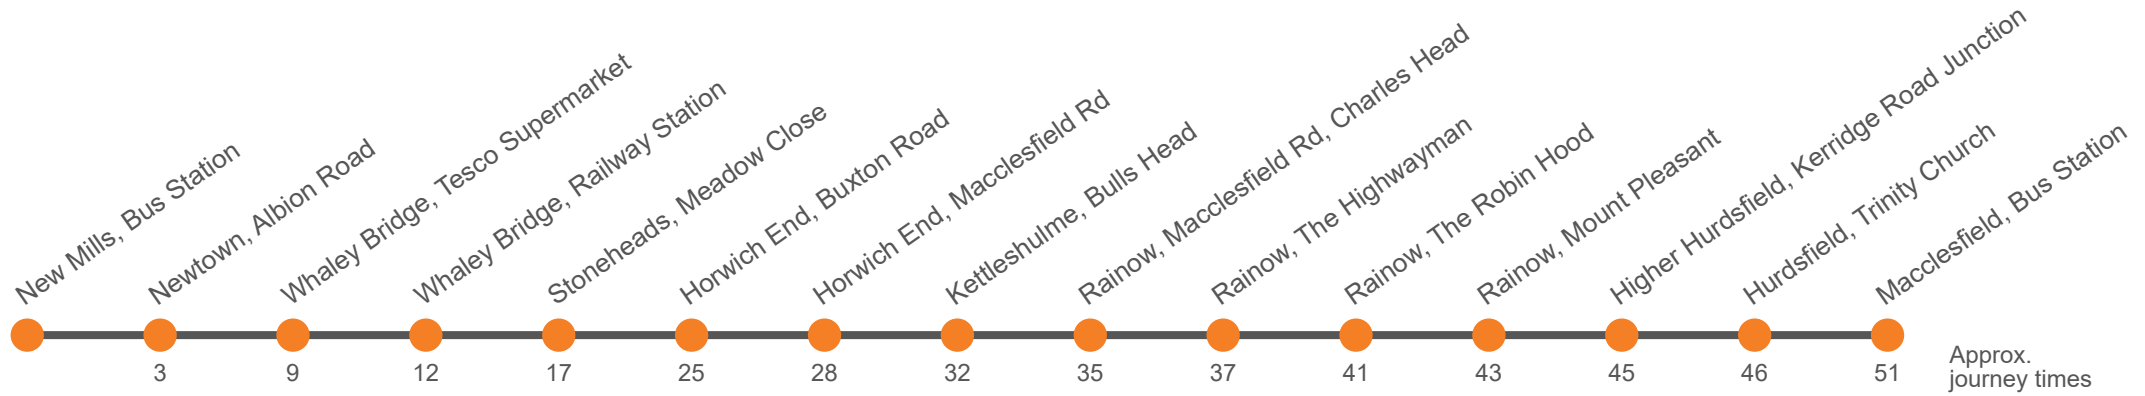 New Mills, Bus Station
Newtown, Albion Road
Whaley Bridge, Tesco Supermarket
Whaley Bridge, Railway Station
Stoneheads, Meadow Close
Horwich End, Buxton Road
Horwich End, Macclesfield Rd
Kettleshulme, Bulls Head
Rainow, Macclesfield Rd, Charles Head
Rainow, The Highwayman
Rainow, The Robin Hood
Rainow, Mount Pleasant
Higher Hurdsfield, Kerridge Road Junction
Hurdsfield, Trinity Church
Macclesfield, Bus Station
3 9 12 17 25 28 32 35 37 41 43 45 46 51
Approx.
journey times